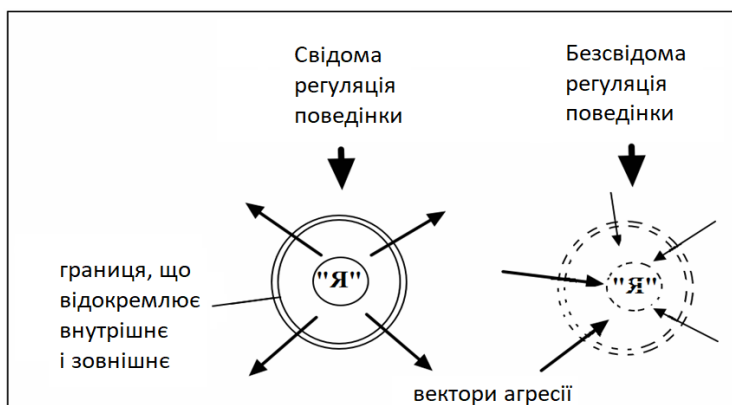 Свідома
регуляція
поведінки
Безсвідома
регуляція
поведінки
границя, що
відокремлює
внутрішнє
і зовнішнє
"Я"
"Я"
вектори агресії